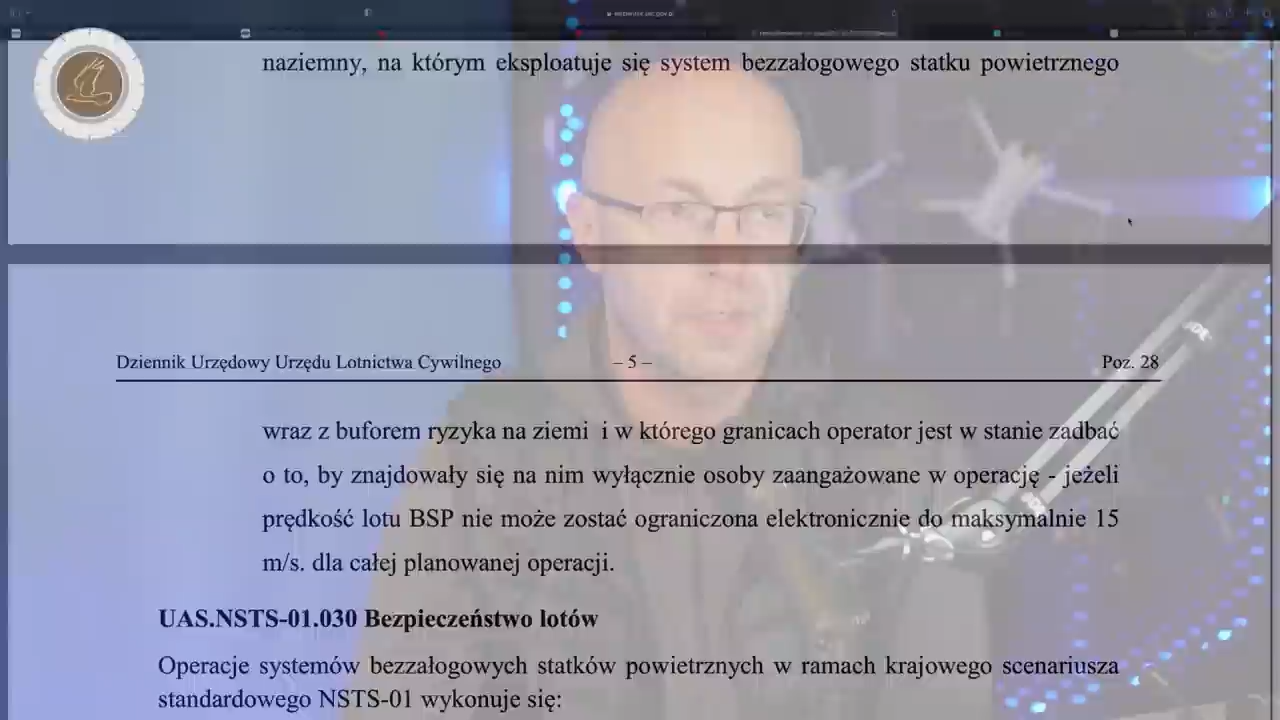 naziemny, na którym eksploatuje się system bezzałogowego statku powietrznego
Dziennik Urzędowy Urzędu Lotnictwa Cywilnego – 5 – Poz. 28
wraz z buforem ryzyka na ziemi i w którego granicach operator jest w stanie zadbać
o to, by znajdowały się na nim wyłącznie osoby zaangażowane w operację - jeżeli
prędkość lotu BSP nie może zostać ograniczona elektronicznie do maksymalnie 15
m/s. dla całej planowanej operacji.
UAS.NSTS-01.030 Bezpieczeństwo lotów
Operacje systemów bezzałogowych statków powietrznych w ramach krajowego scenariusza
standardowego NSTS-01 wykonuje się: